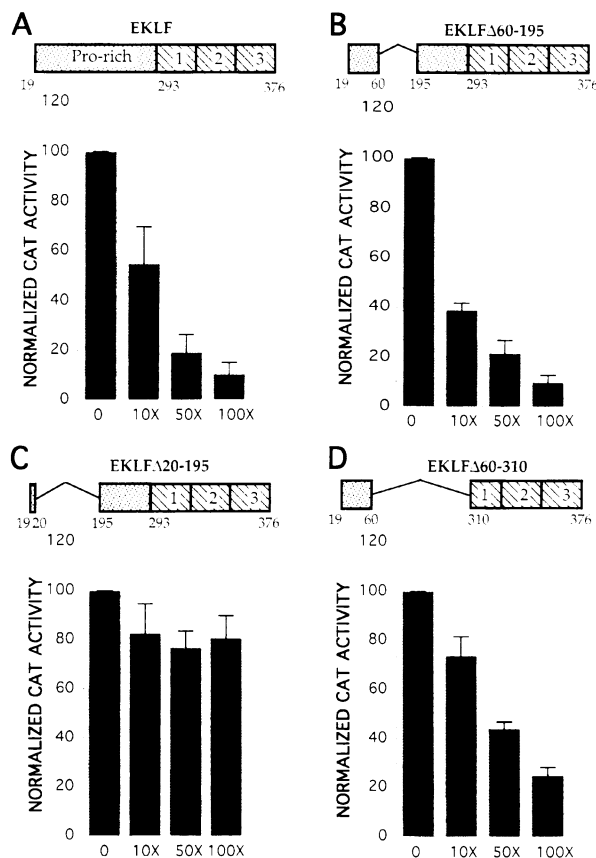 A
EKLF
Pro-rich 1 2 3
19 293 376
120
NORMALIZED CAT ACTIVITY
100
80
60
40
20
0
0 10X 50X 100X
B
EKLFΔ60-195
1 2 3
19 60 195 293 376
120
NORMALIZED CAT ACTIVITY
100
80
60
40
20
0
0 10X 50X 100X
C
EKLFΔ20-195
1 2 3
1920 195 293 376
120
NORMALIZED CAT ACTIVITY
100
80
60
40
20
0
0 10X 50X 100X
D
EKLFΔ60-310
1 2 3
19 60 310 376
120
NORMALIZED CAT ACTIVITY
100
80
60
40
20
0
0 10X 50X 100X